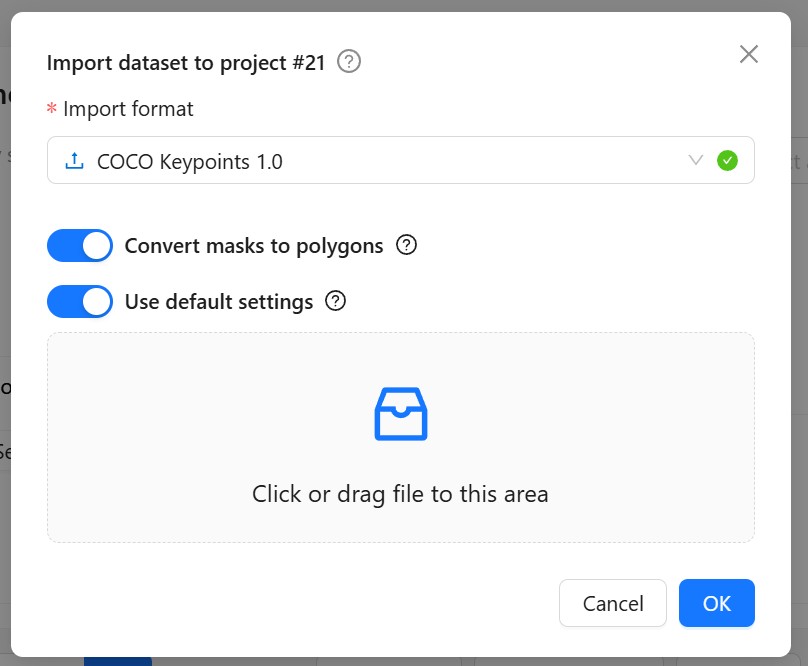 Import dataset to project #21
* Import format
COCO Keypoints 1.0
Convert masks to polygons
Use default settings
Click or drag file to this area
Cancel
OK